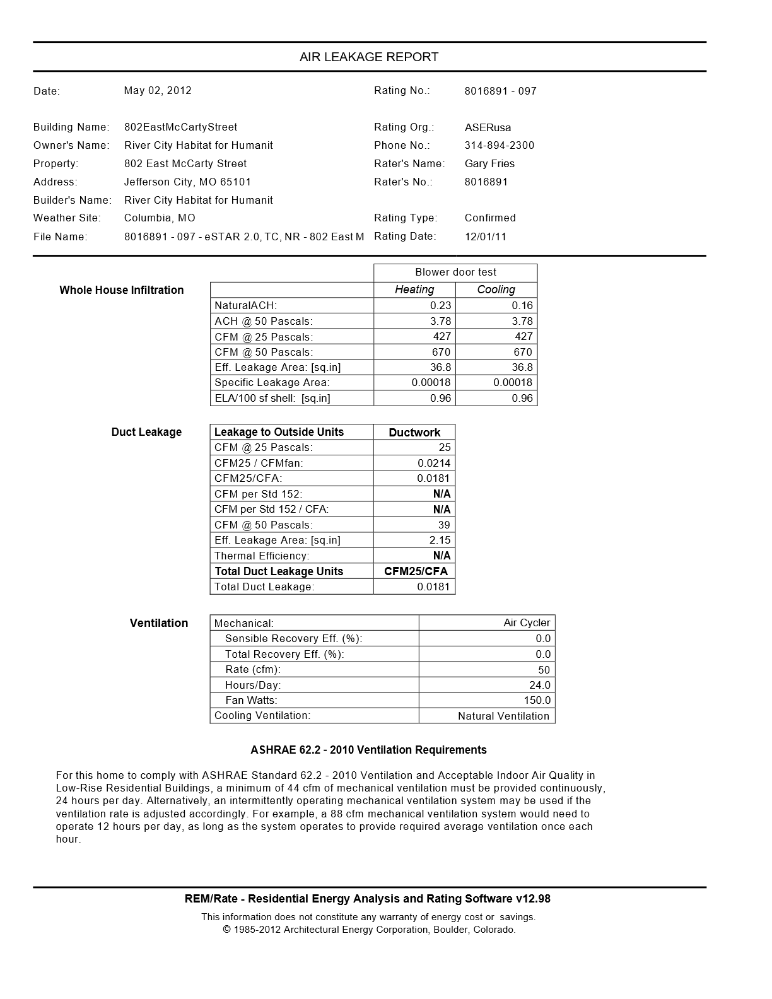 AIR LEAKAGE REPORT
Date: May 02, 2012 Rating No.: 8016891 - 097
Building Name: 802EastMcCartyStreet Rating Org.: ASERusa
Owner's Name: River City Habitat for Humanit Phone No.: 314-894-2300
Property: 802 East McCarty Street Rater's Name: Gary Fries
Address: Jefferson City, MO 65101 Rater's No.: 8016891
Builder's Name: River City Habitat for Humanit
Weather Site: Columbia, MO Rating Type: Confirmed
File Name: 8016891 - 097 - eSTAR 2.0, TC, NR - 802 East M Rating Date: 12/01/11
Blower door test
Whole House Infiltration Heating Cooling
NaturalACH: 0.23 0.16
ACH @ 50 Pascals: 3.78 3.78
CFM @ 25 Pascals: 427 427
CFM @ 50 Pascals: 670 670
Eff. Leakage Area: [sq.in] 36.8 36.8
Specific Leakage Area: 0.00018 0.00018
ELA/100 sf shell: [sq.in] 0.96 0.96
Duct Leakage Leakage to Outside Units Ductwork
CFM @ 25 Pascals: 25
CFM25 / CFMfan: 0.0214
CFM25/CFA: 0.0181
CFM per Std 152: N/A
CFM per Std 152 / CFA: N/A
CFM @ 50 Pascals: 39
Eff. Leakage Area: [sq.in] 2.15
Thermal Efficiency: N/A
Total Duct Leakage Units CFM25/CFA
Total Duct Leakage: 0.0181
Ventilation Mechanical: Air Cycler
Sensible Recovery Eff. (%): 0.0
Total Recovery Eff. (%): 0.0
Rate (cfm): 50
Hours/Day: 24.0
Fan Watts: 150.0
Cooling Ventilation: Natural Ventilation
ASHRAE 62.2 - 2010 Ventilation Requirements
For this home to comply with ASHRAE Standard 62.2 - 2010 Ventilation and Acceptable Indoor Air Quality in
Low-Rise Residential Buildings, a minimum of 44 cfm of mechanical ventilation must be provided continuously,
24 hours per day. Alternatively, an intermittently operating mechanical ventilation system may be used if the
ventilation rate is adjusted accordingly. For example, a 88 cfm mechanical ventilation system would need to
operate 12 hours per day, as long as the system operates to provide required average ventilation once each
hour.
REM/Rate - Residential Energy Analysis and Rating Software v12.98
This information does not constitute any warranty of energy cost or savings.
© 1985-2012 Architectural Energy Corporation, Boulder, Colorado.